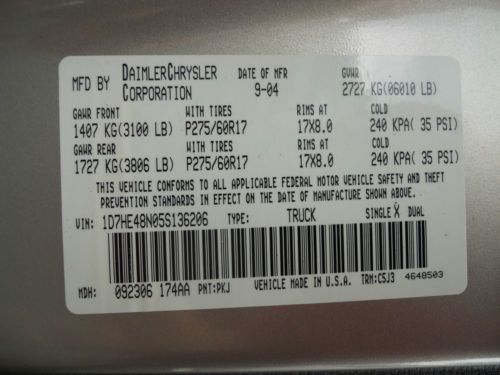 MFD BY DAIMLERCHRYSLER CORPORATION DATE OF MFR 9-04 GVWR 2727 KG(06010 LB)
GAWR FRONT WITH TIRES RIMS AT COLD
1407 KG(3100 LB) P275/60R17 17X8.0 240 KPA( 35 PSI)
GAWR REAR WITH TIRES RIMS AT COLD
1727 KG(3806 LB) P275/60R17 17X8.0 240 KPA( 35 PSI)
THIS VEHICLE CONFORMS TO ALL APPLICABLE FEDERAL MOTOR VEHICLE SAFETY AND THEFT
PREVENTION STANDARDS IN EFFECT ON THE DATE OF MANUFACTURE SHOWN ABOVE.
VIN: 1D7HE48N05S136206 TYPE: TRUCK SINGLE X DUAL
MDH: 092306 174AA PNT:PKJ VEHICLE MADE IN U.S.A. TRM:C5J3 4648503